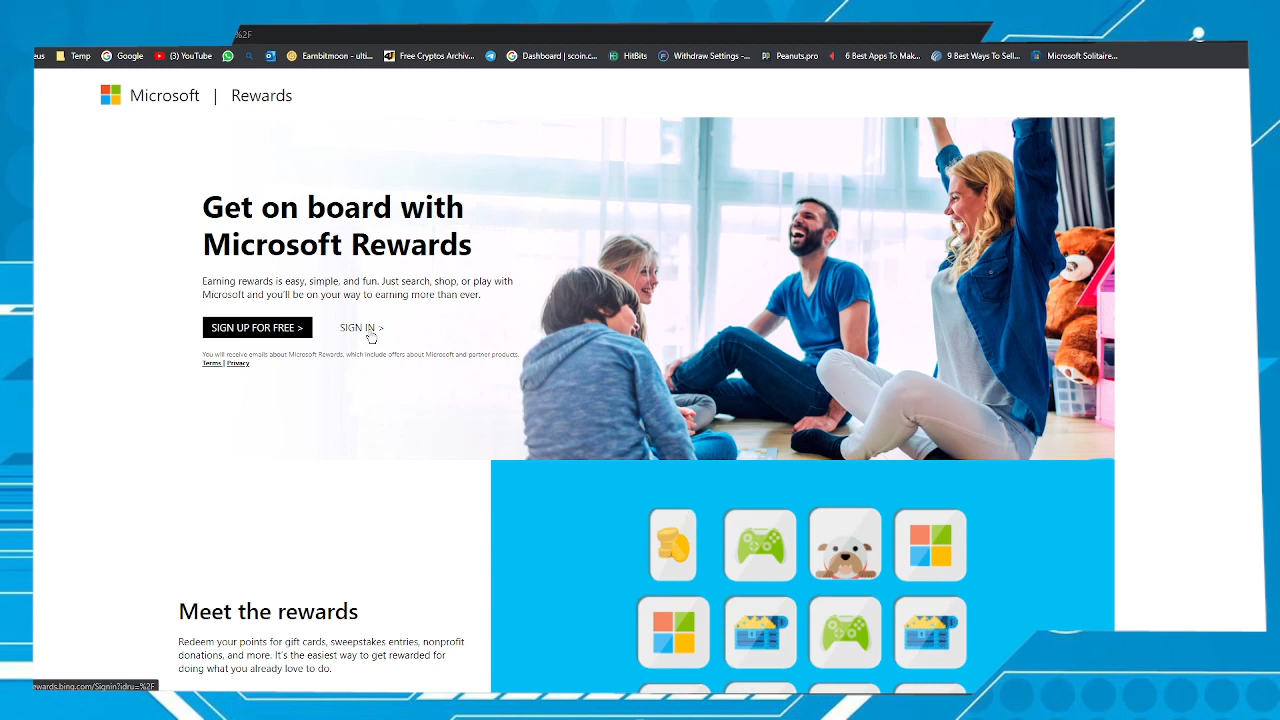 %2F
eus Temp Google (3) YouTube Earnbitmoon - ulti... Free Cryptos Archiv... Dashboard | scoin.c... HitBits Withdraw Settings -... Peanuts.pro 6 Best Apps To Mak... 9 Best Ways To Sell... Microsoft Solitaire...
Microsoft | Rewards
Get on board with
Microsoft Rewards
Earning rewards is easy, simple, and fun. Just search, shop, or play with
Microsoft and you'll be on your way to earning more than ever.
SIGN UP FOR FREE > SIGN IN >
You will receive emails about Microsoft Rewards, which include offers about Microsoft and partner products.
Terms | Privacy
Meet the rewards
Redeem your points for gift cards, sweepstakes entries, nonprofit
donations, and more. It's the easiest way to get rewarded for
doing what you already love to do.
ewards.bing.com/Signin?idru=%2F